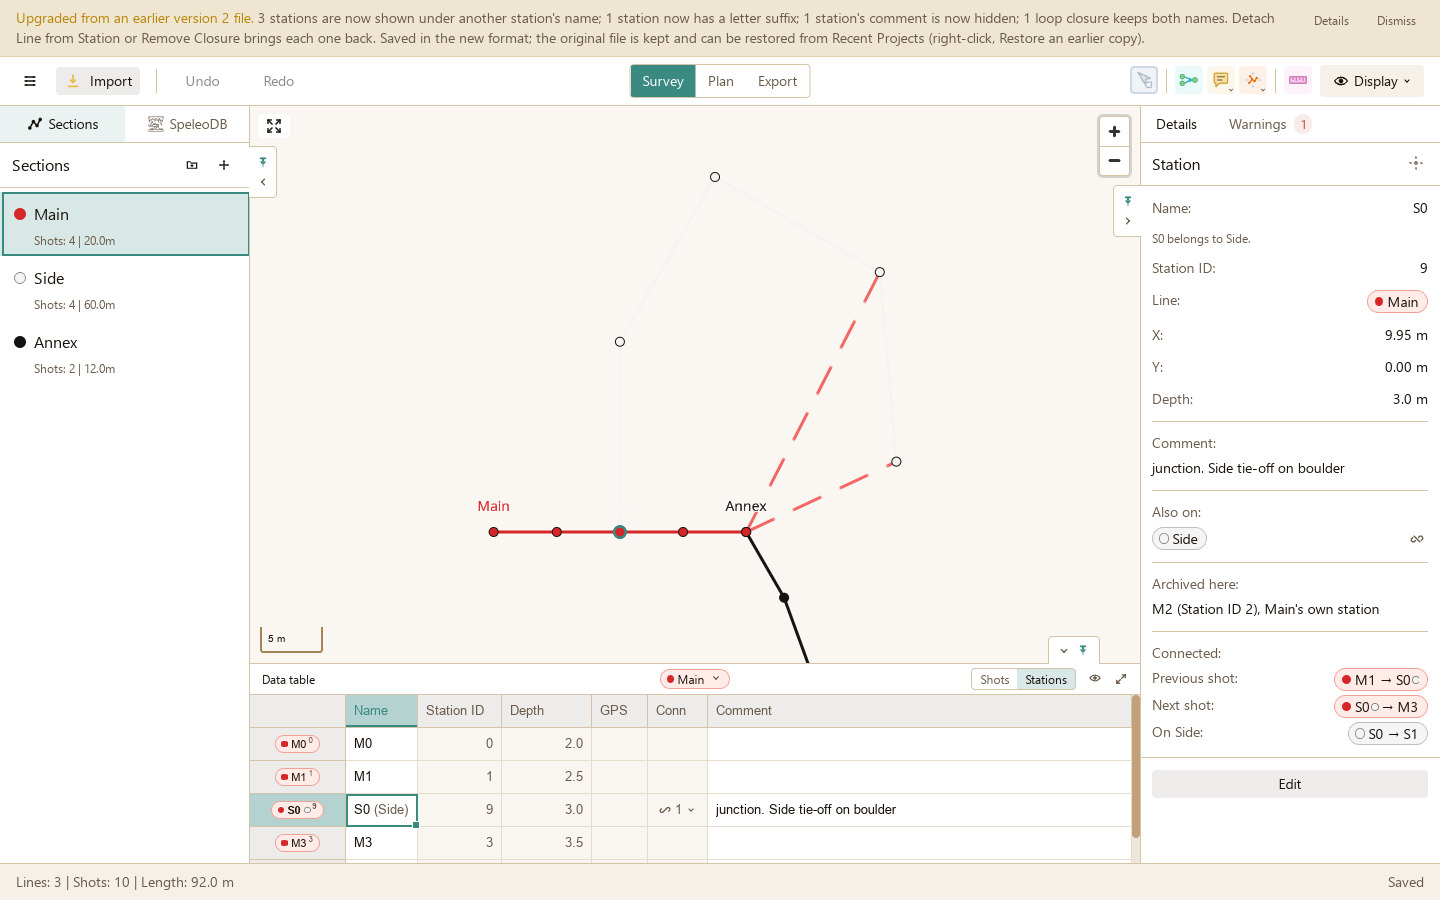 Upgraded from an earlier version 2 file. 3 stations are now shown under another station's name; 1 station now has a letter suffix; 1 station's comment is now hidden; 1 loop closure keeps both names. Detach
Line from Station or Remove Closure brings each one back. Saved in the new format; the original file is kept and can be restored from Recent Projects (right-click, Restore an earlier copy).
Details
Dismiss
Import
Undo
Redo
Survey
Plan
Export
Display
Sections
SpeleoDB
Sections
Main
Shots: 4 | 20.0m
Side
Shots: 4 | 60.0m
Annex
Shots: 2 | 12.0m
Main
Annex
5 m
Details
Warnings 1
Station
Name: S0
S0 belongs to Side.
Station ID: 9
Line: Main
X: 9.95 m
Y: 0.00 m
Depth: 3.0 m
Comment:
junction. Side tie-off on boulder
Also on:
Side
Archived here:
M2 (Station ID 2), Main's own station
Connected:
Previous shot: M1 → S0
Next shot: S0 → M3
On Side: S0 → S1
Edit
Data table
Main
Shots
Stations
Name Station ID Depth GPS Conn Comment
M0 0 M0 0 2.0
M1 1 M1 1 2.5
S0 9 S0 (Side) 9 3.0 1 junction. Side tie-off on boulder
M3 3 M3 3 3.5
Lines: 3 | Shots: 10 | Length: 92.0 m
Saved